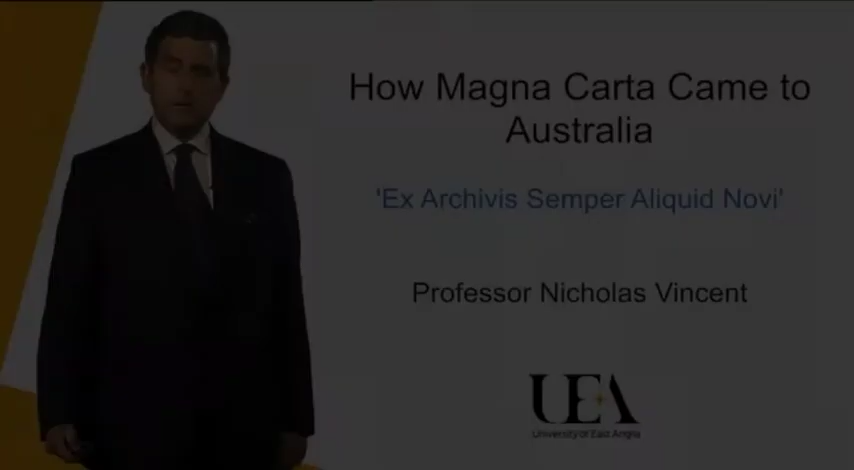 How Magna Carta Came to
Australia
'Ex Archivis Semper Aliquid Novi'
Professor Nicholas Vincent
UEA
University of East Anglia